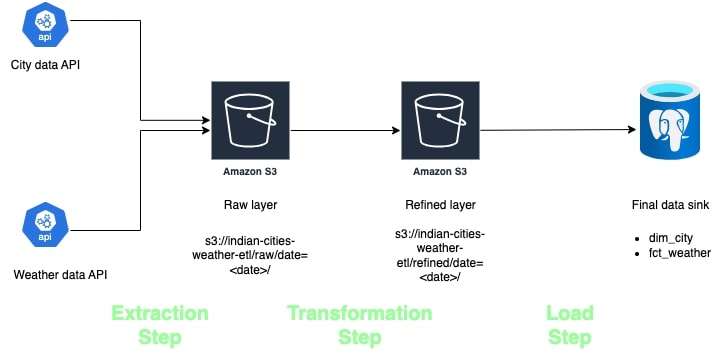 api
City data API
Amazon S3
Amazon S3
Raw layer
Refined layer
Final data sink
s3://indian-cities-
weather-etl/raw/date=
<date>/
s3://indian-cities-
weather-
etl/refined/date=
<date>/
• dim_city
• fct_weather
api
Weather data API
Extraction
Step
Transformation
Step
Load
Step